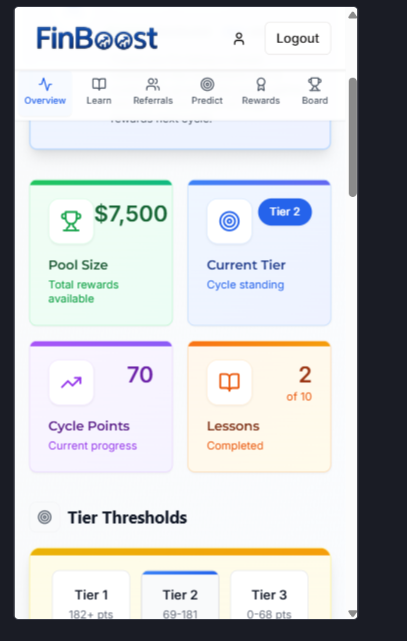 FinBoost
Logout
Overview
Learn
Referrals
Predict
Rewards
Board
rewards next cycle.
$7,500
Pool Size
Total rewards
available
Tier 2
Current Tier
Cycle standing
70
Cycle Points
Current progress
2
of 10
Lessons
Completed
Tier Thresholds
Tier 1
182+ pts
Tier 2
69-181
Tier 3
0-68 pts